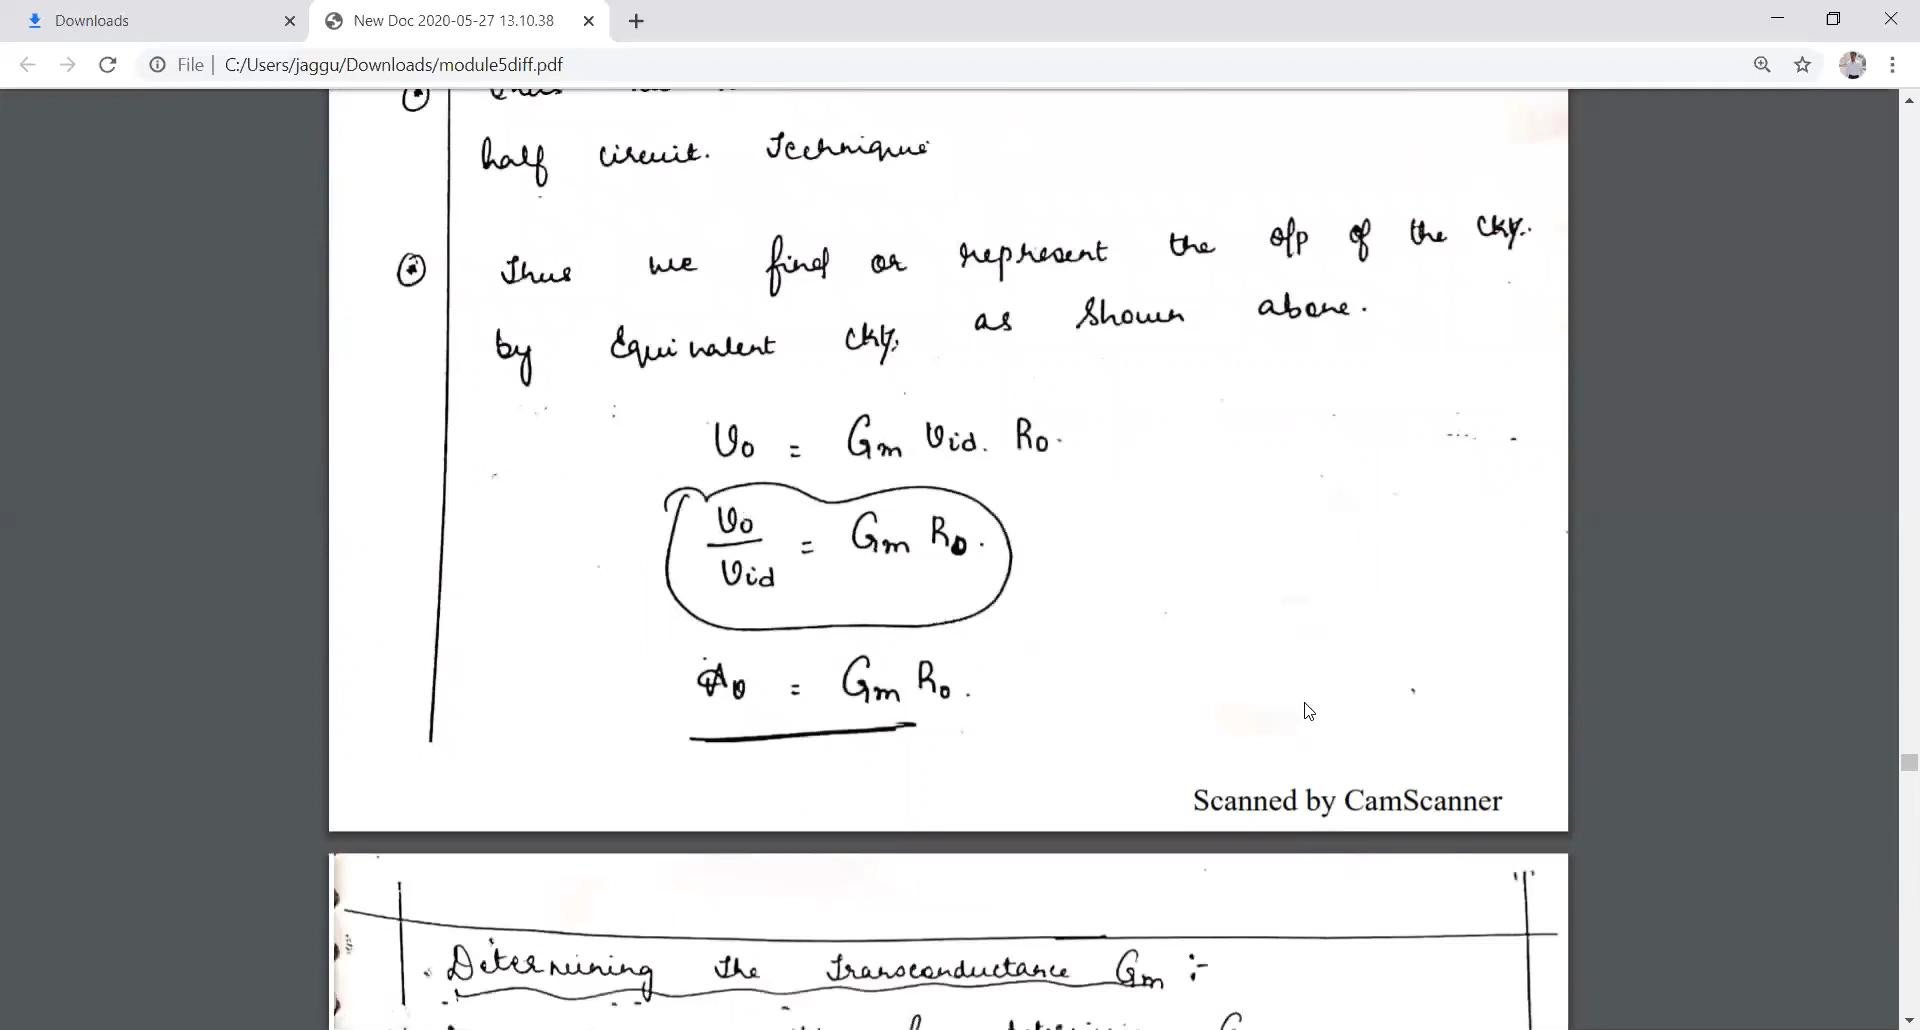 Downloads
New Doc 2020-05-27 13.10.38
File | C:/Users/jaggu/Downloads/module5diff.pdf
half circuit. Technique
Thus we find or represent the o/p of the ckt.
by Equivalent ckt. as shown above.
Vo = Gm Vid. Ro.
Vo / Vid = Gm Ro.
Ao = Gm Ro.
Scanned by CamScanner
Determining the Transconductance Gm :-